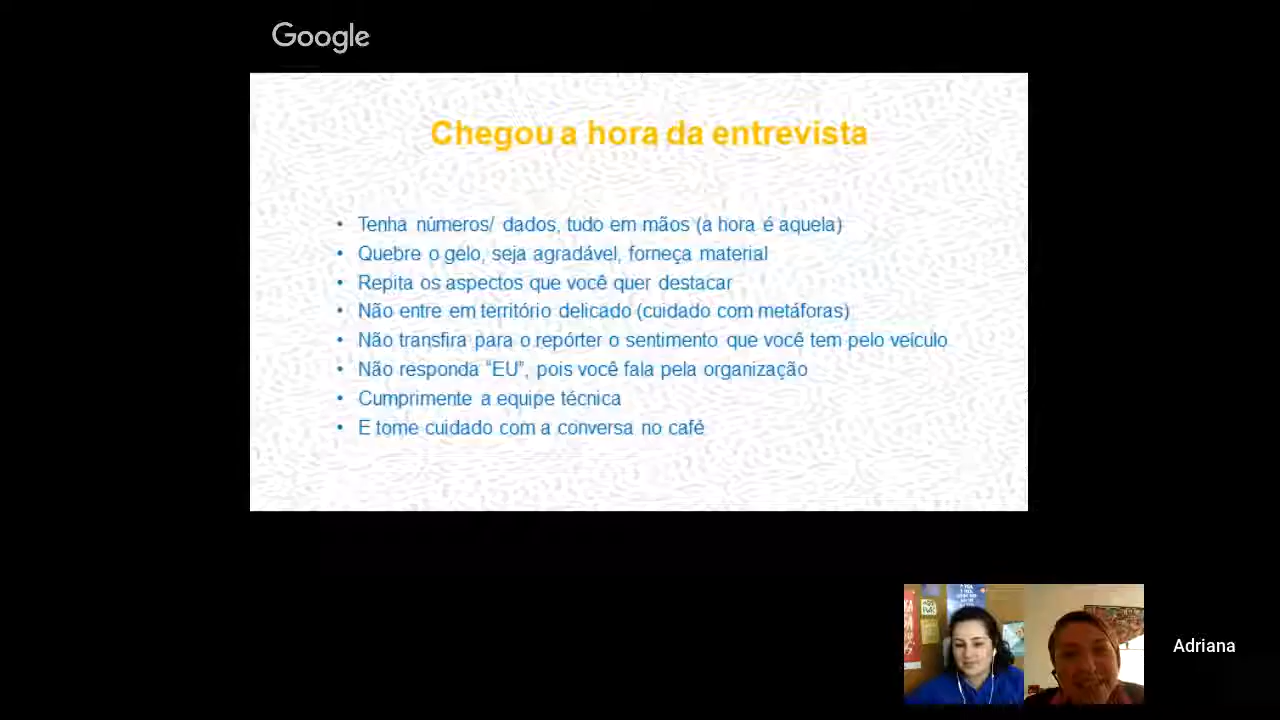 Google
Chegou a hora da entrevista
• Tenha números/ dados, tudo em mãos (a hora é aquela)
• Quebre o gelo, seja agradável, forneça material
• Repita os aspectos que você quer destacar
• Não entre em território delicado (cuidado com metáforas)
• Não transfira para o repórter o sentimento que você tem pelo veículo
• Não responda “EU”, pois você fala pela organização
• Cumprimente a equipe técnica
• E tome cuidado com a conversa no café
Adriana